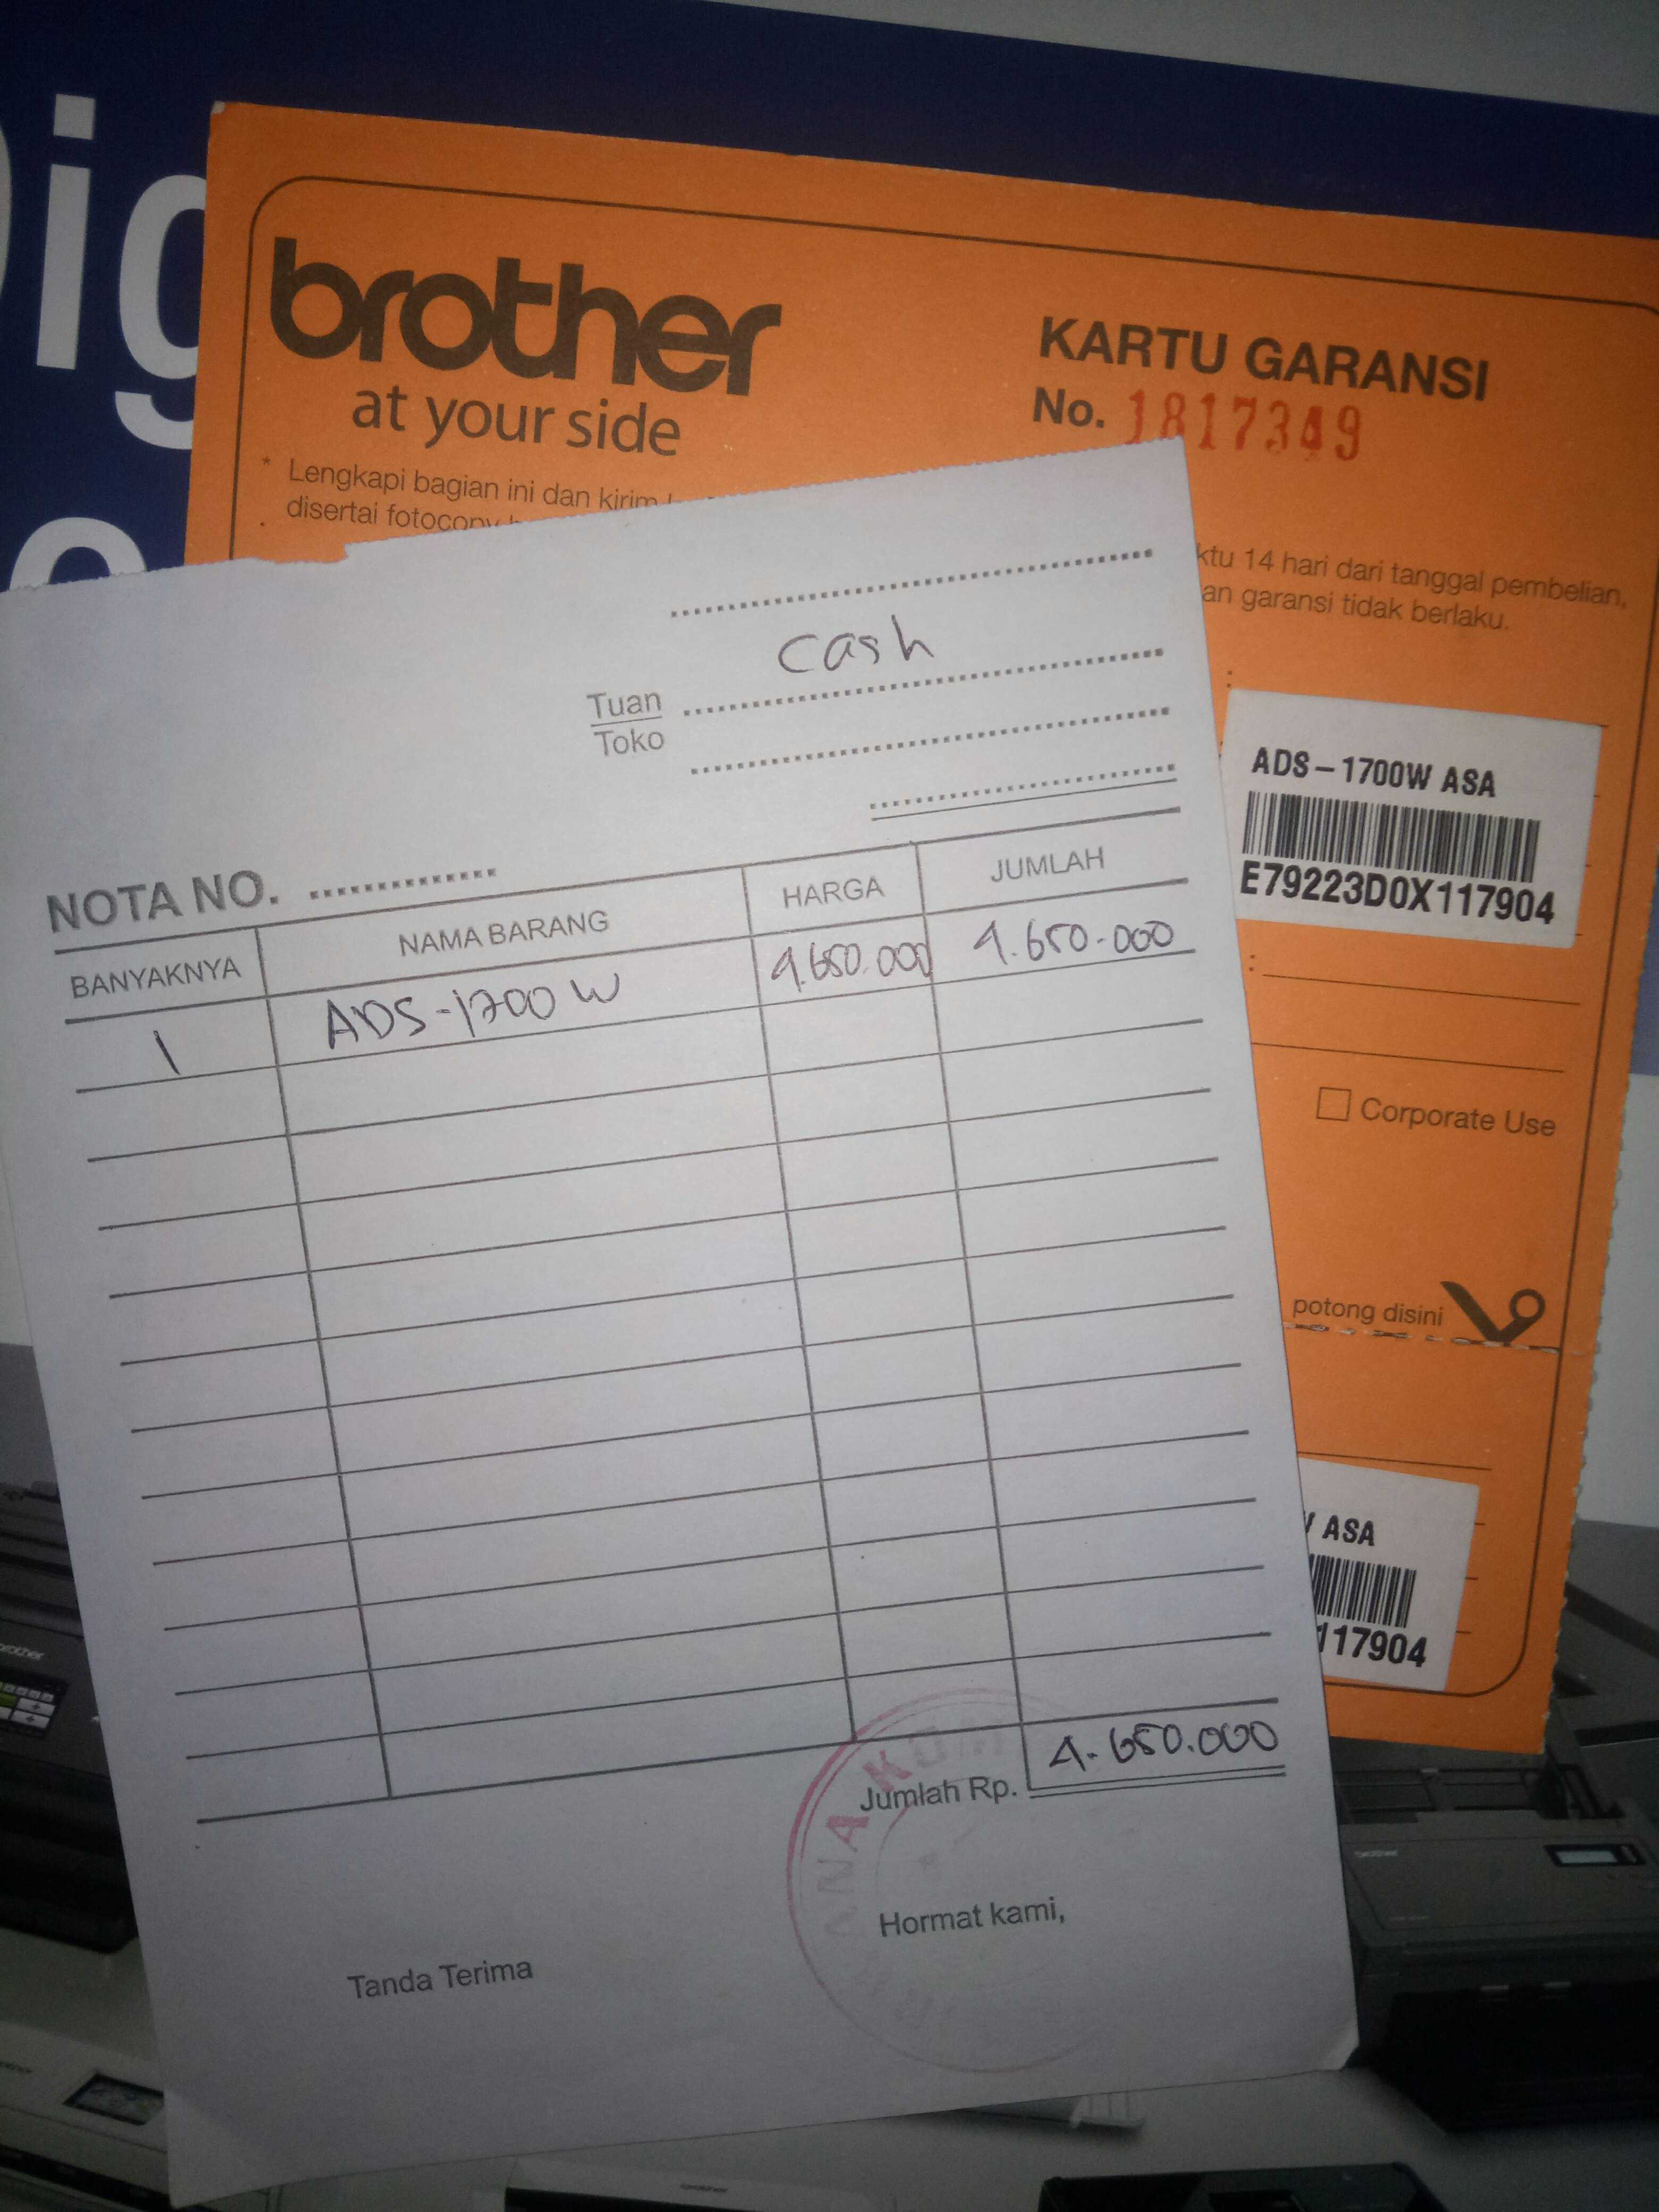 Dig
brother
at your side
KARTU GARANSI
No. 1817349
* Lengkapi bagian ini dan kirim
disertai fotocopy
ktu 14 hari dari tanggal pembelian,
an garansi tidak berlaku.
:
ADS-1700W ASA
E79223D0X117904
:
Corporate Use
potong disini
ASA
117904
cash
Tuan
Toko
NOTA NO.
BANYAKNYA NAMA BARANG HARGA JUMLAH
1 ADS-1700W 4.650.000 4.650.000
Jumlah Rp. 4.650.000
ANA KOM
Tanda Terima
Hormat kami,
brother